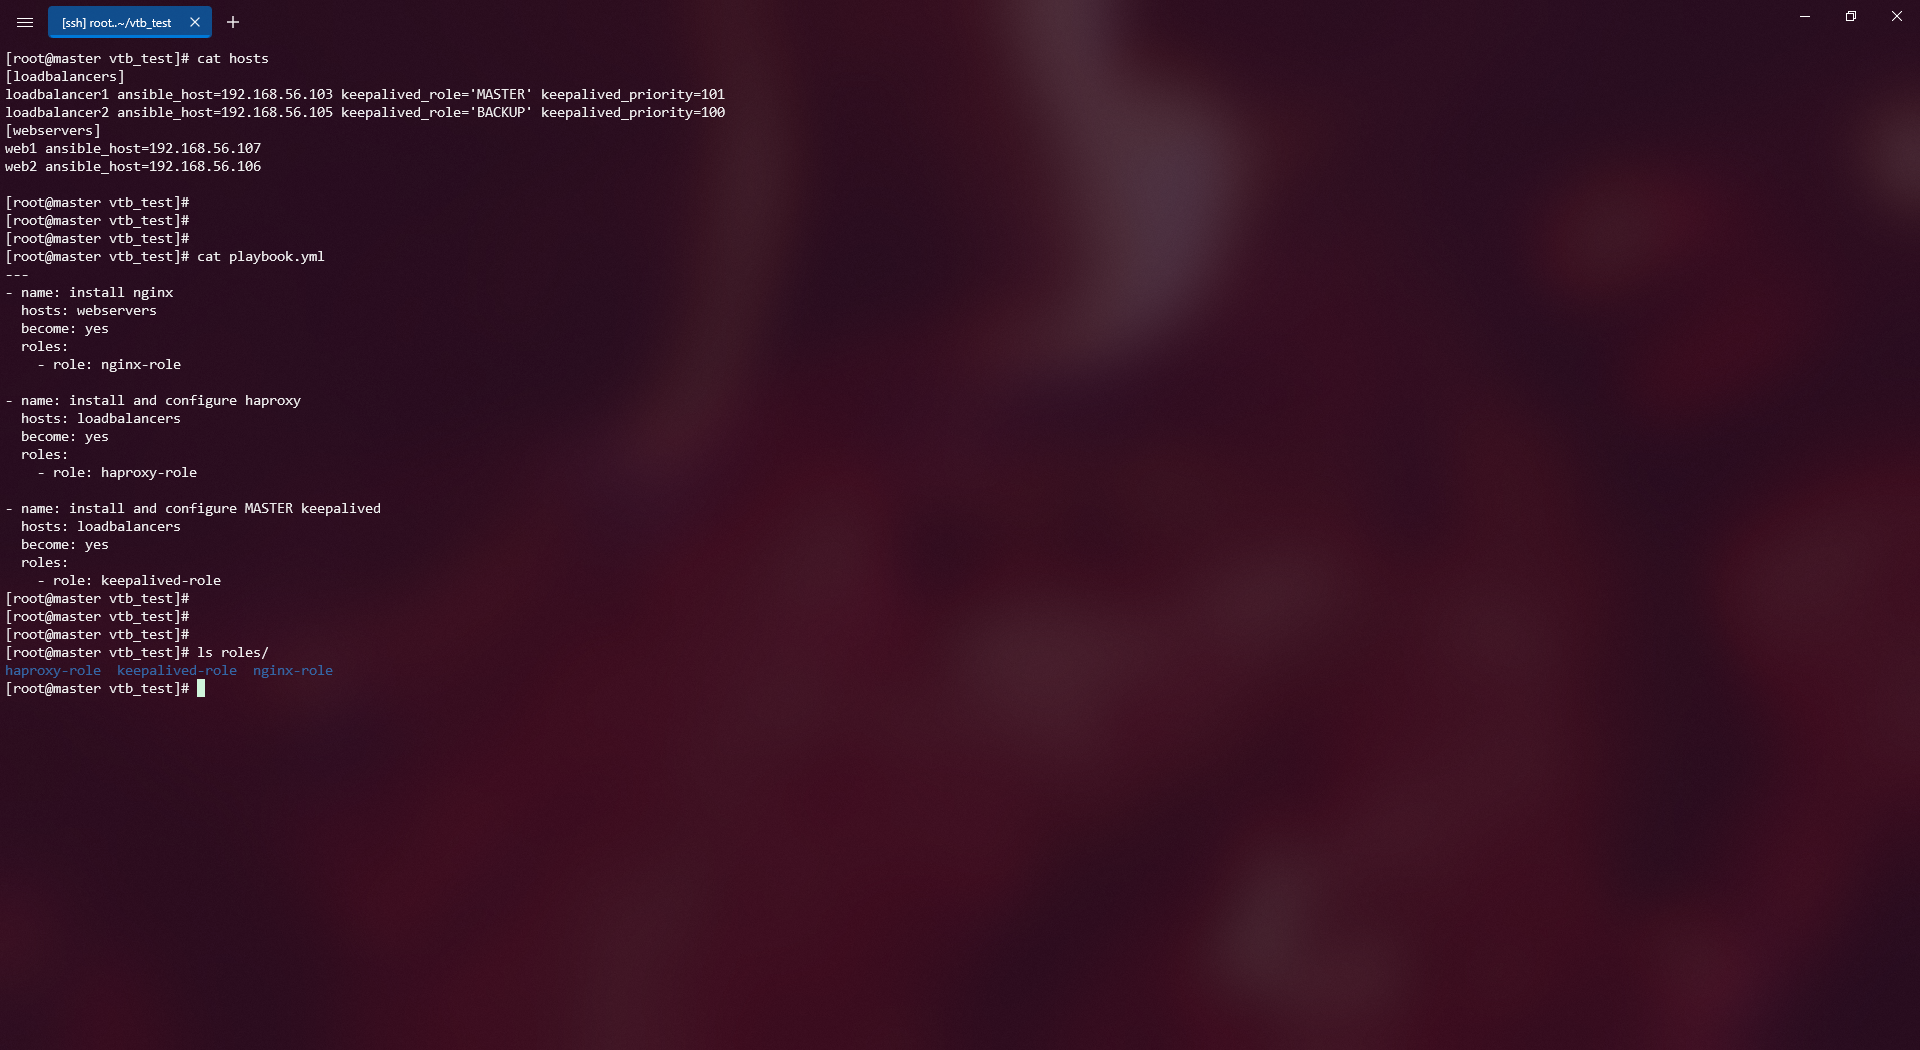 [ssh] root..~/vtb_test
[root@master vtb_test]# cat hosts
[loadbalancers]
loadbalancer1 ansible_host=192.168.56.103 keepalived_role='MASTER' keepalived_priority=101
loadbalancer2 ansible_host=192.168.56.105 keepalived_role='BACKUP' keepalived_priority=100
[webservers]
web1 ansible_host=192.168.56.107
web2 ansible_host=192.168.56.106

[root@master vtb_test]#
[root@master vtb_test]#
[root@master vtb_test]#
[root@master vtb_test]# cat playbook.yml
---
- name: install nginx
  hosts: webservers
  become: yes
  roles:
    - role: nginx-role

- name: install and configure haproxy
  hosts: loadbalancers
  become: yes
  roles:
    - role: haproxy-role

- name: install and configure MASTER keepalived
  hosts: loadbalancers
  become: yes
  roles:
    - role: keepalived-role
[root@master vtb_test]#
[root@master vtb_test]#
[root@master vtb_test]#
[root@master vtb_test]# ls roles/
haproxy-role  keepalived-role  nginx-role
[root@master vtb_test]#